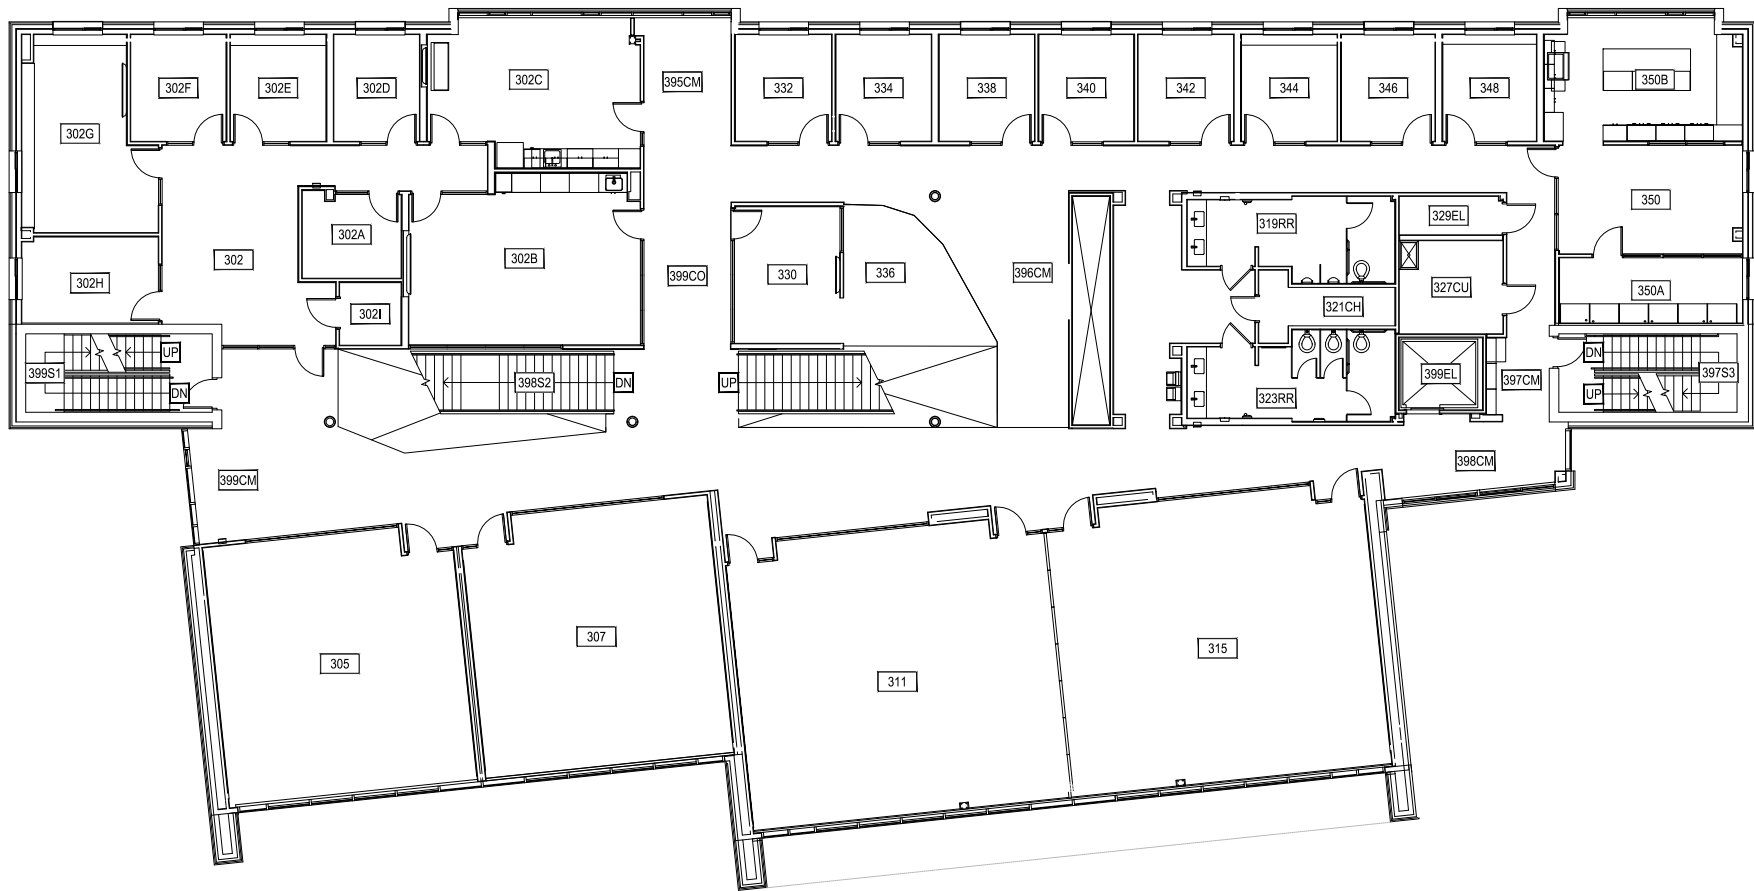 302F
302E
302D
302C
395CM
332
334
338
340
342
344
346
348
350B
302G
302A
319RR
329EL
350
302
302B
399CO
330
336
396CM
302H
327CU
350A
302I
321CH
UP
399S1
DN
398S2
DN
UP
323RR
399EL
397CM
DN
397S3
UP
399CM
398CM
305
307
311
315